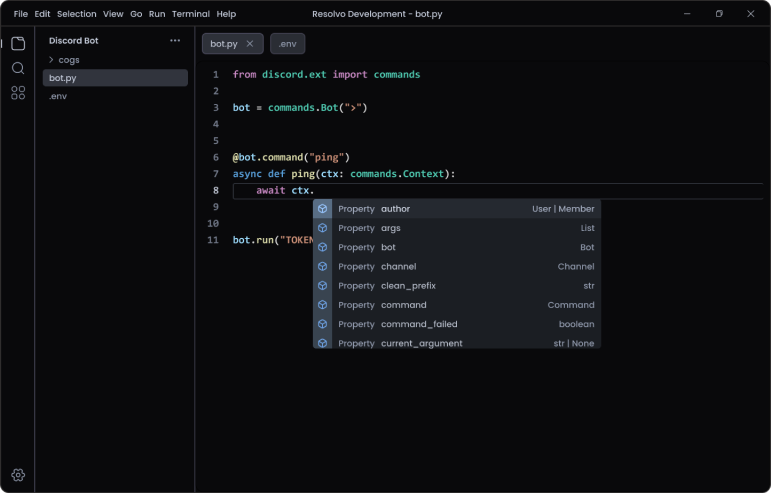 File Edit Selection View Go Run Terminal Help
Resolvo Development - bot.py
Discord Bot
cogs
bot.py
.env
bot.py
.env
1 from discord.ext import commands
2
3 bot = commands.Bot(">")
4
5
6 @bot.command("ping")
7 async def ping(ctx: commands.Context):
8 await ctx.
9
10
11 bot.run("TOKEN
Property author User | Member
Property args List
Property bot Bot
Property channel Channel
Property clean_prefix str
Property command Command
Property command_failed boolean
Property current_argument str | None